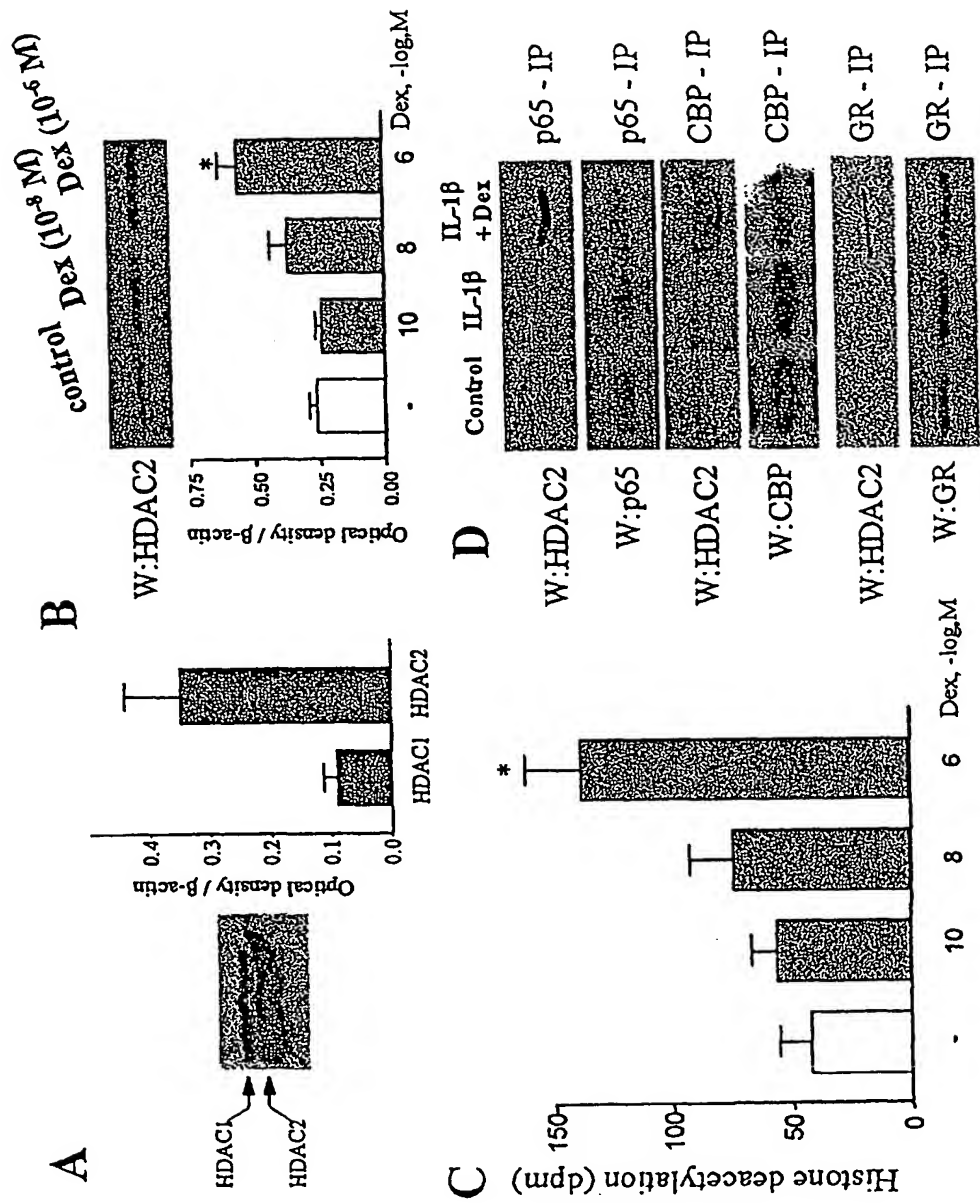 A
HDAC1
HDAC2
Optical density / β-actin
0.4
0.3
0.2
0.1
0.0
HDAC1 HDAC2
B
control Dex (10-8 M) Dex (10-6 M)
W:HDAC2
Optical density / β-actin
0.75
0.50
0.25
0.00
*
- 10 8 6 Dex, -log,M
C
Histone deacetylation (dpm)
150
100
50
0
*
- 10 8 6 Dex, -log,M
D
Control IL-1β IL-1β +Dex
W:HDAC2 p65 - IP
W:p65 p65 - IP
W:HDAC2 CBP - IP
W:CBP CBP - IP
W:HDAC2 GR - IP
W:GR GR - IP